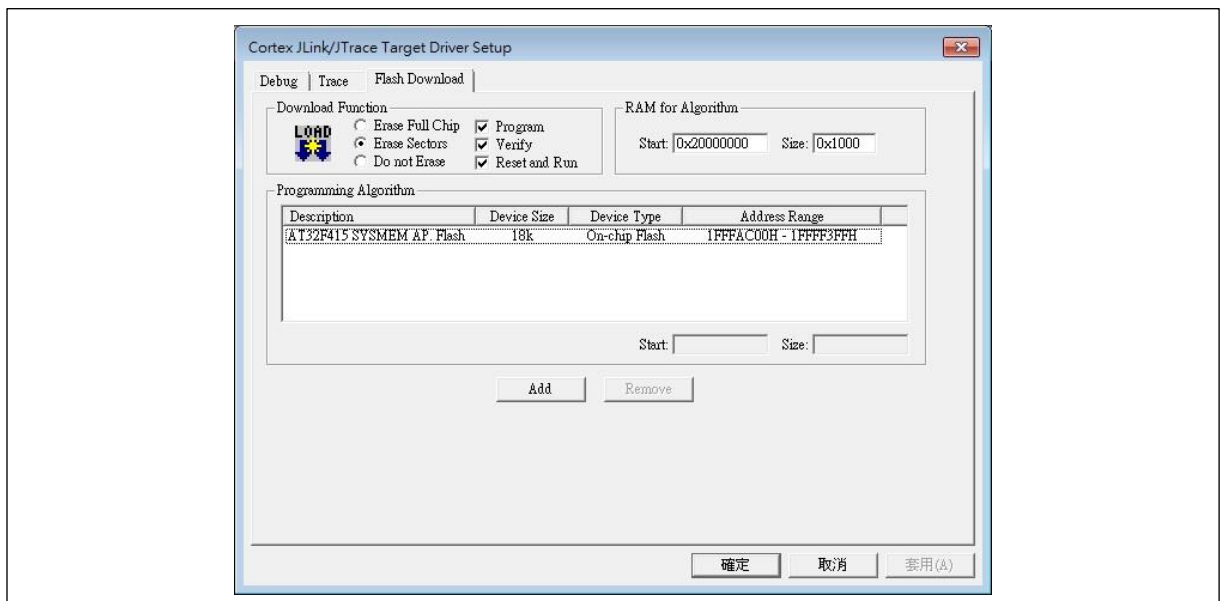 Cortex JLink/JTrace Target Driver Setup
Debug Trace Flash Download
Download Function
LOAD
Erase Full Chip
Erase Sectors
Do not Erase
Program
Verify
Reset and Run
RAM for Algorithm
Start: 0x20000000 Size: 0x1000
Programming Algorithm
Description Device Size Device Type Address Range
AT32F415 SYSMEM AP. Flash 18k On-chip Flash 1FFFAC00H - 1FFFF3FFH
Start: Size:
Add Remove
確定 取消 套用(A)